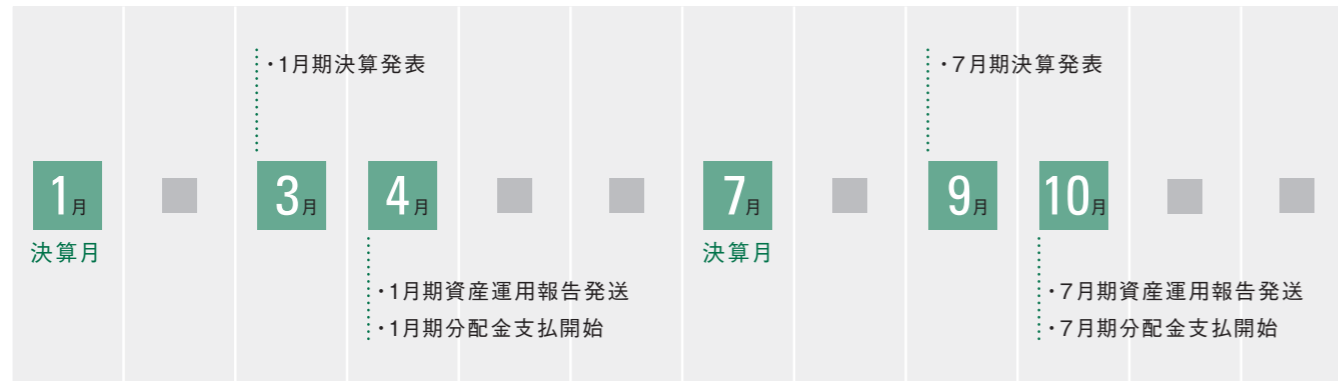 ・1月期決算発表
・7月期決算発表
1月
3月
4月
7月
9月
10月
決算月
決算月
・1月期資産運用報告発送
・1月期分配金支払開始
・7月期資産運用報告発送
・7月期分配金支払開始